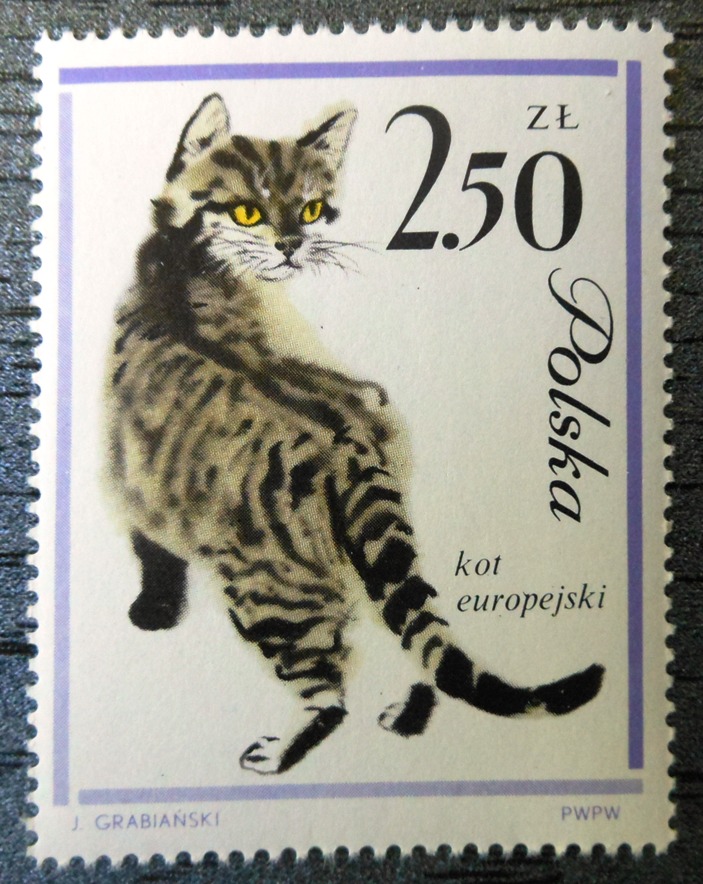 ZŁ
2.50
Polska
kot
europejski
J. GRABIAŃSKI
PWPW